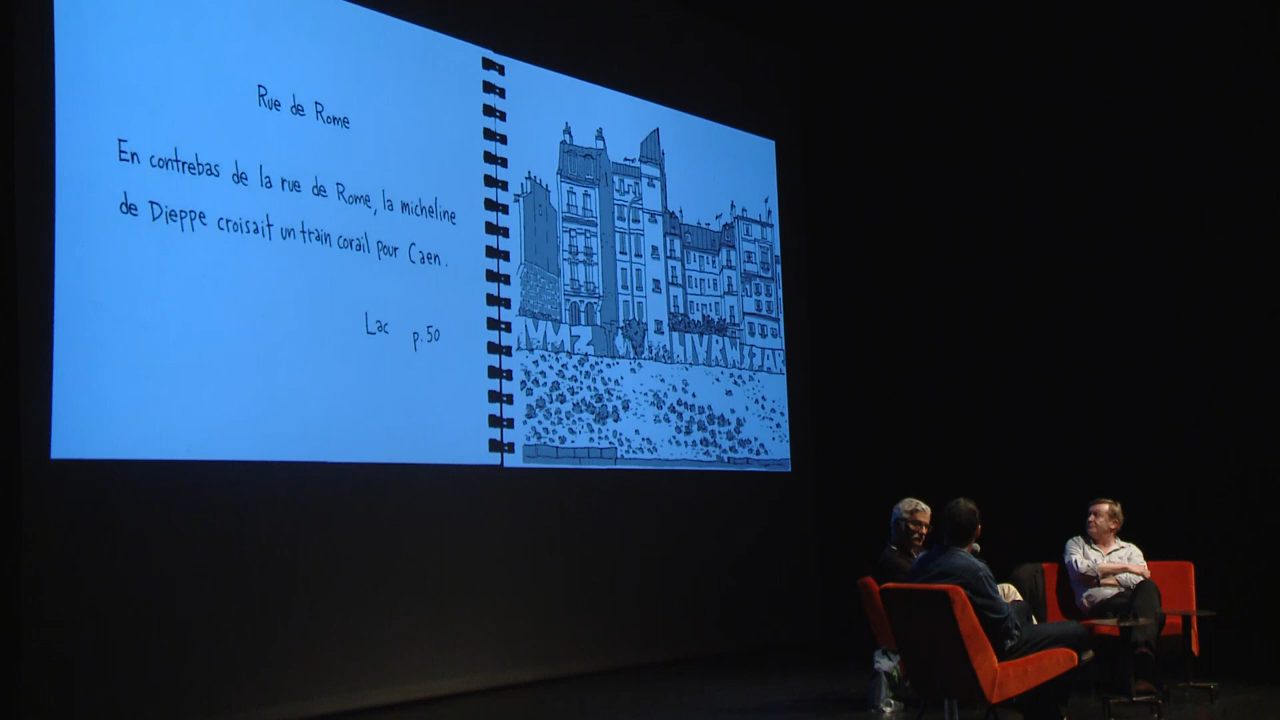 Rue de Rome
En contrebas de la rue de Rome, la micheline
de Dieppe croisait un train corail pour Caen.
Lac p.50